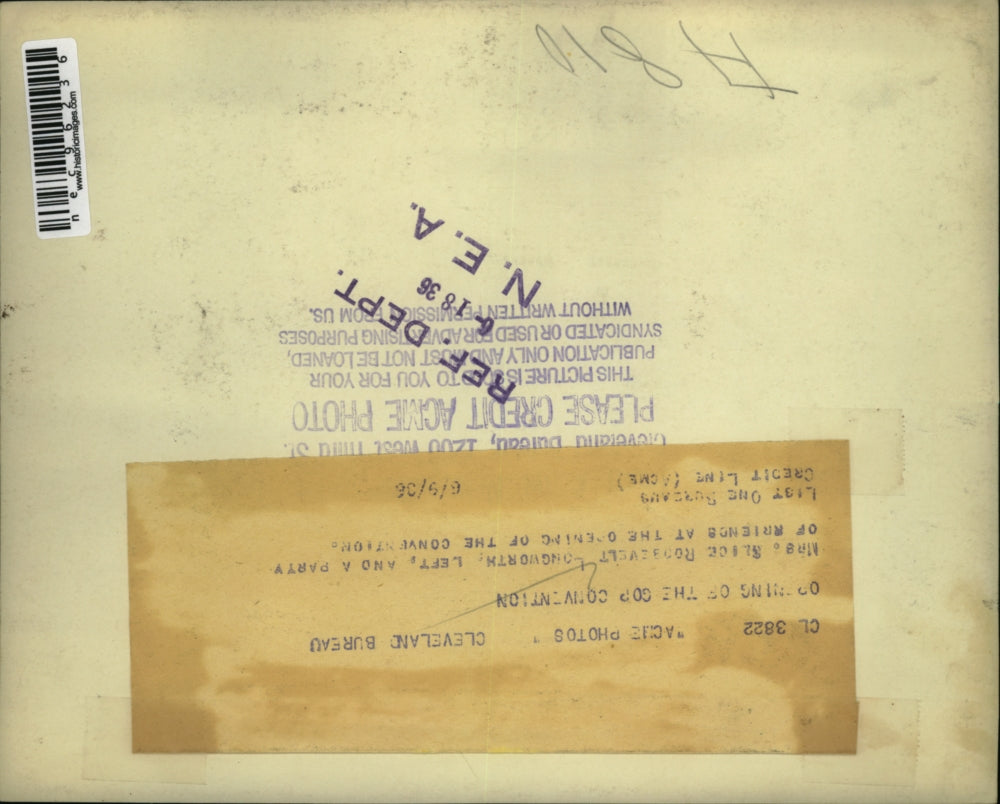 CL 3822 "ACME PHOTOS" CLEVELAND BUREAU
OPENING OF THE GOP CONVENTION
MRS. ALICE ROOSEVELT LONGWORTH, LEFT, AND A PARTY
OF FRIENDS AT THE OPENING OF THE CONVENTION.
LIST ONE BUREAUS
CREDIT LINE (ACME) 6/9/36
Cleveland Bureau, 1200 West Third St.
PLEASE CREDIT ACME PHOTO
THIS PICTURE IS SOLD TO YOU FOR YOUR
PUBLICATION ONLY AND MUST NOT BE LOANED,
SYNDICATED OR USED FOR ADVERTISING PURPOSES
WITHOUT WRITTEN PERMISSION FROM US.
REF. DEPT.
6-18 36
N. E. A.
nec96236
www.historicimages.com